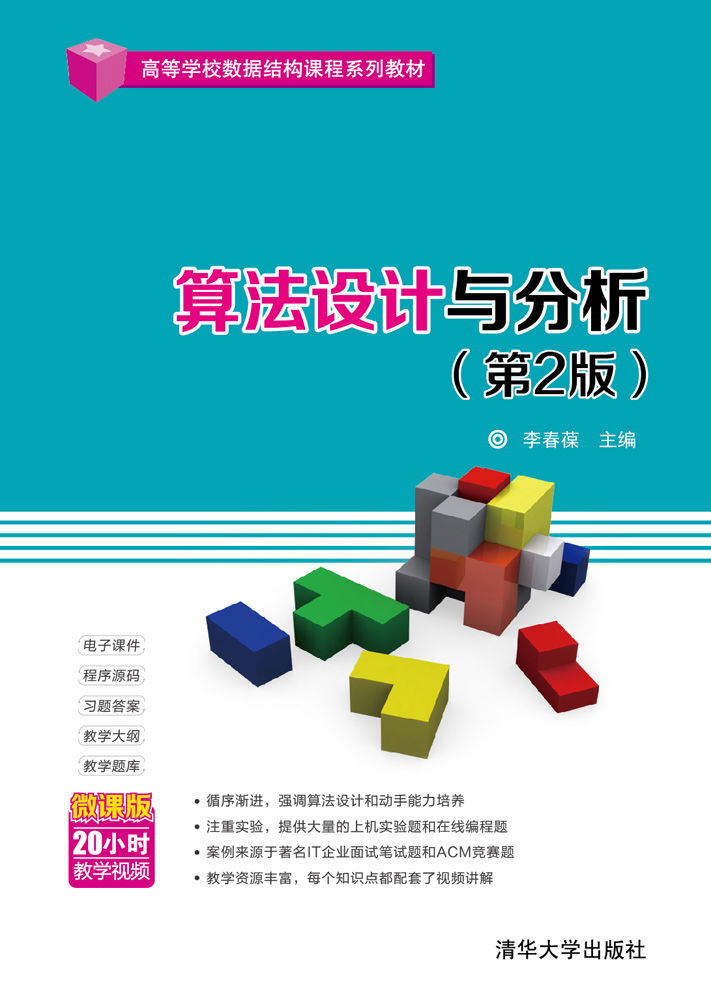 高等学校数据结构课程系列教材
算法设计与分析
（第2版）
李春葆 主编
电子课件
程序源码
习题答案
教学大纲
教学题库
微课版
20小时
教学视频
• 循序渐进，强调算法设计和动手能力培养
• 注重实验，提供大量的上机实验题和在线编程题
• 案例来源于著名IT企业面试笔试题和ACM竞赛题
• 教学资源丰富，每个知识点都配套了视频讲解
清华大学出版社